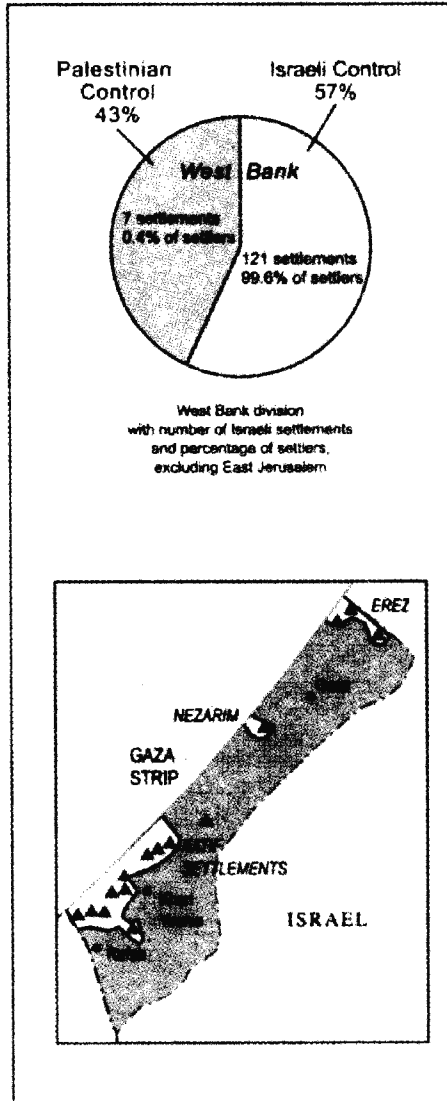 Palestinian
Control
43%
Israeli Control
57%
West Bank
7 settlements
0.4% of settlers
121 settlements
99.6% of settlers
West Bank division
with number of Israeli settlements
and percentage of settlers,
excluding East Jerusalem
EREZ
NEZARIM
GAZA
STRIP
SETTLEMENTS
ISRAEL